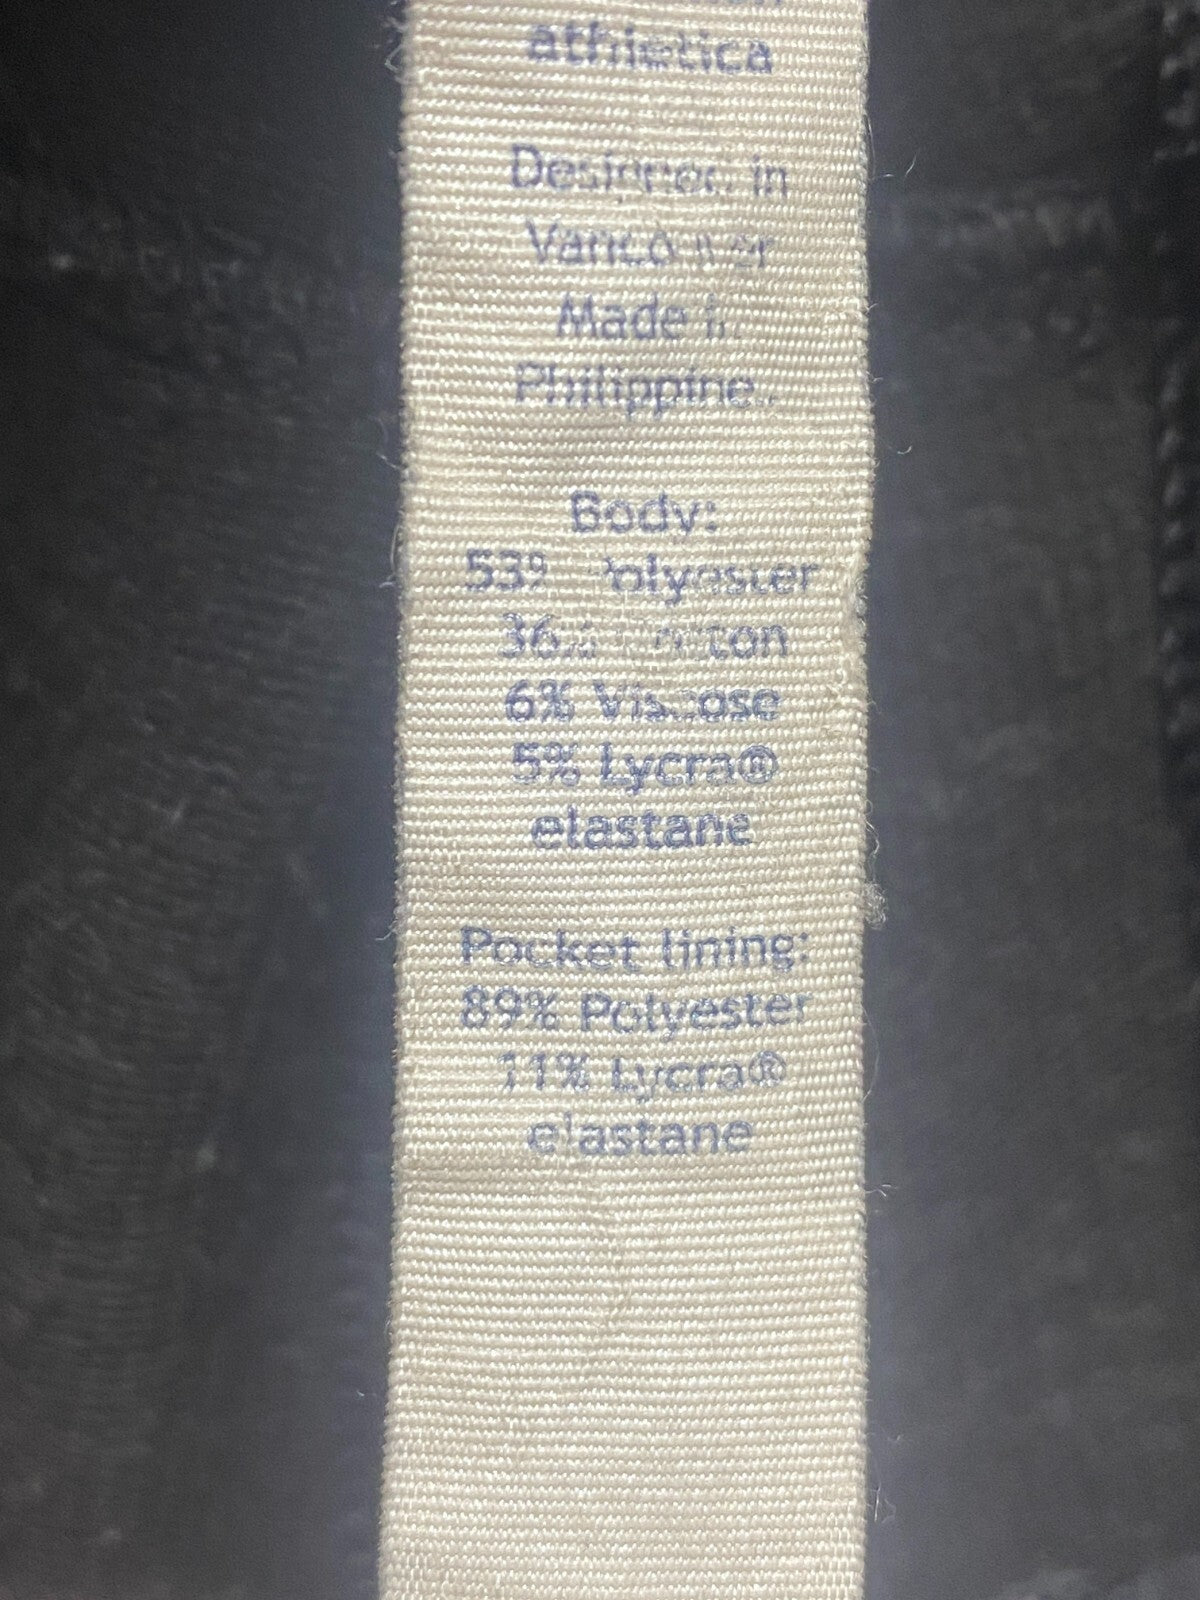 athletica
Designed in
Vancouver
Made in
Philippines
Body:
53% Polyester
36% Cotton
6% Viscose
5% Lycra®
elastane
Pocket lining:
89% Polyester
11% Lycra®
elastane